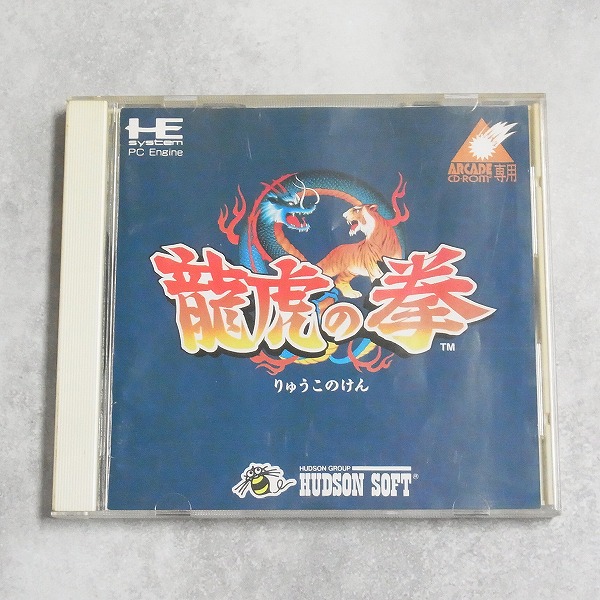 HE
system
PC Engine
ARCADE
CD-ROM² 専用
龍虎の拳
TM
りゅうこのけん
HUDSON GROUP
HUDSON SOFT®